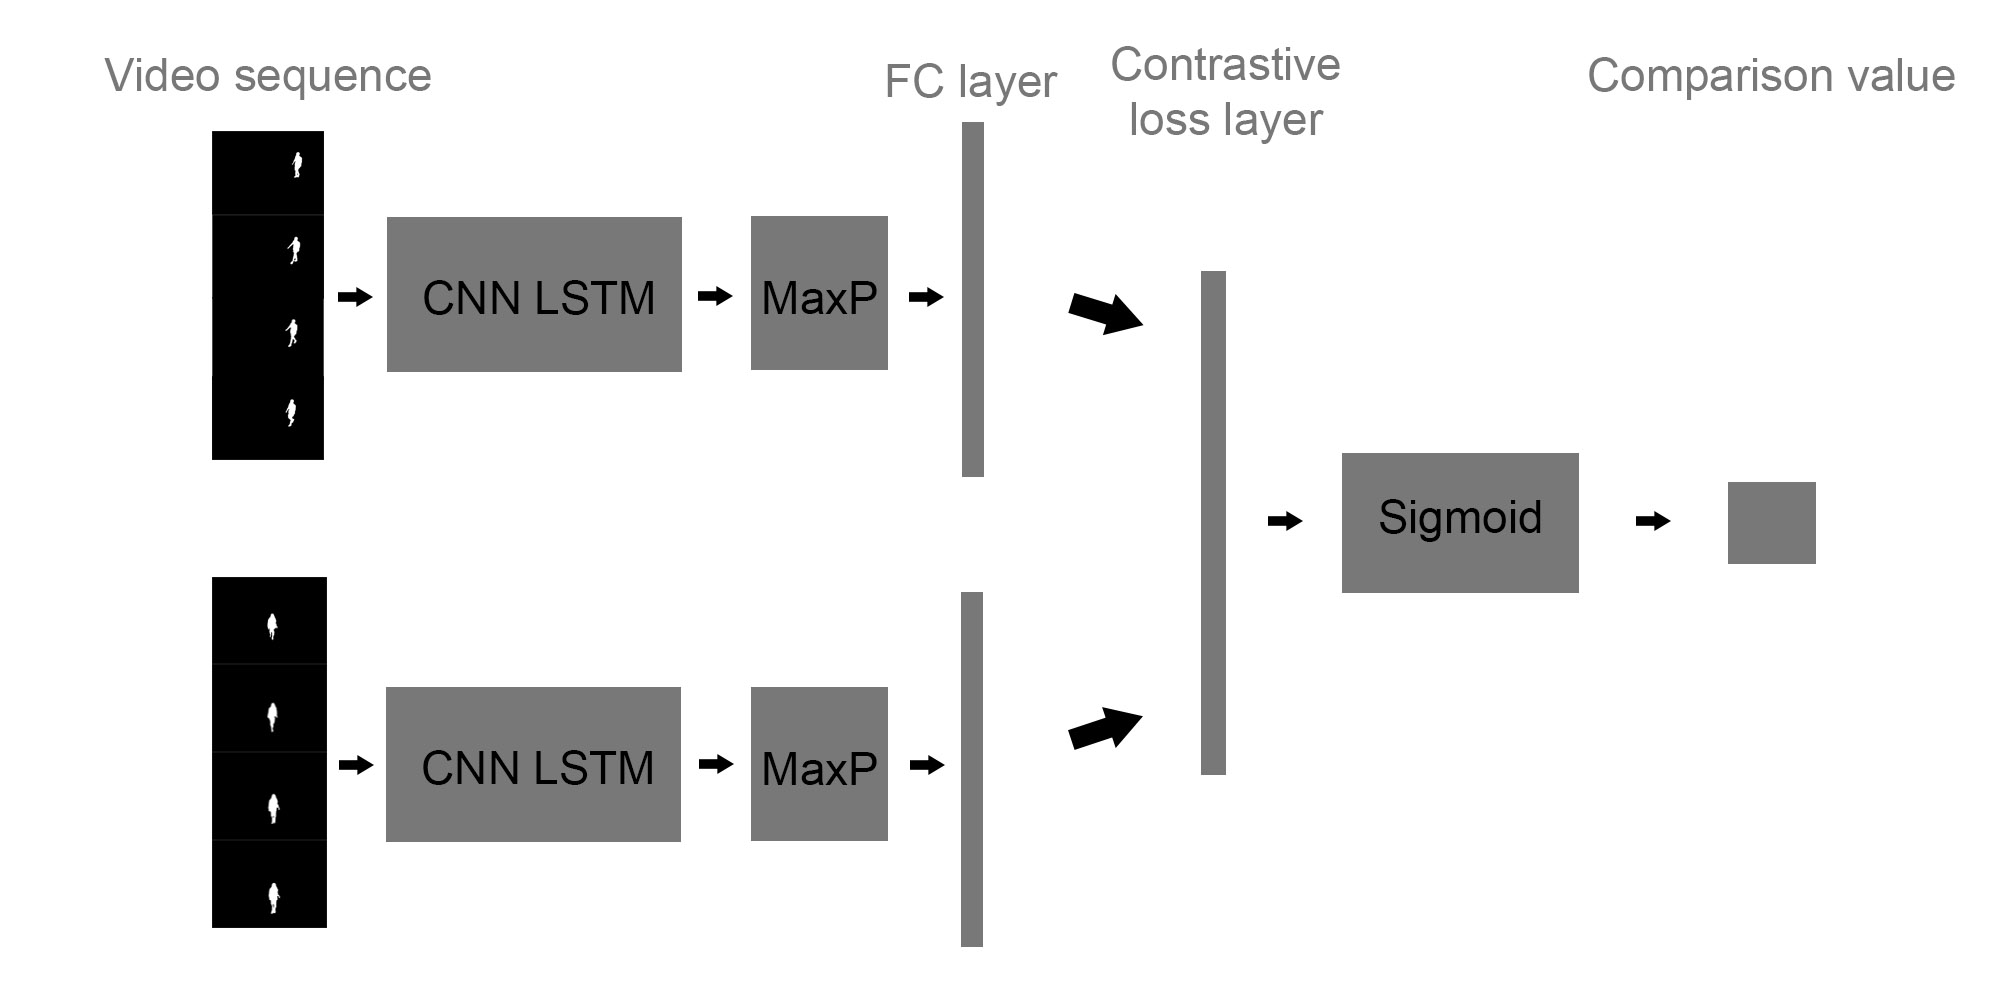 Video sequence
FC layer
Contrastive
loss layer
Comparison value
CNN LSTM
MaxP
Sigmoid
CNN LSTM
MaxP